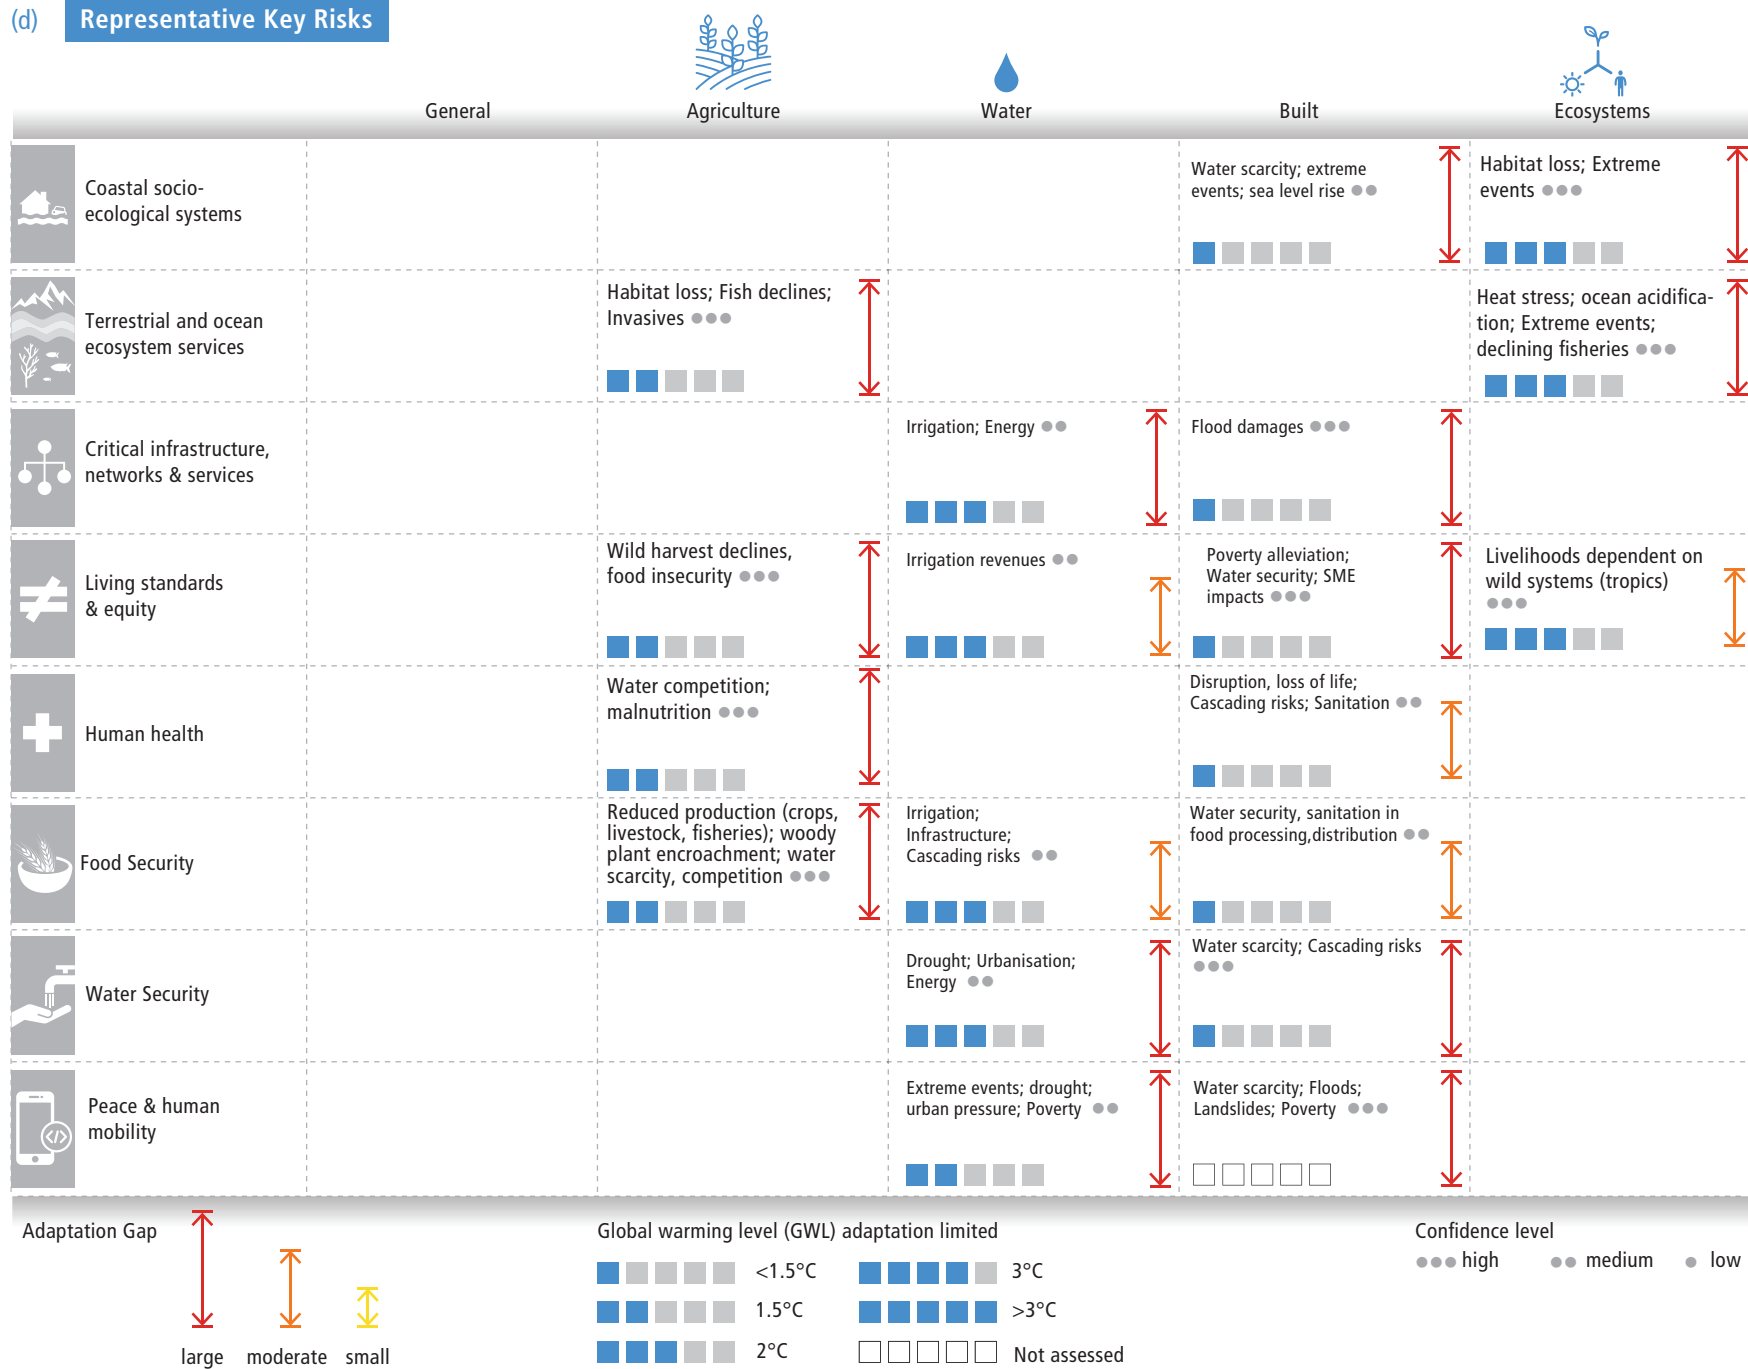 (d) Representative Key Risks
General
Agriculture
Water
Built
Ecosystems
Coastal socio-
ecological systems
Water scarcity; extreme
events; sea level rise
Habitat loss; Extreme
events
Terrestrial and ocean
ecosystem services
Habitat loss; Fish declines;
Invasives
Heat stress; ocean acidifica-
tion; Extreme events;
declining fisheries
Critical infrastructure,
networks & services
Irrigation; Energy
Flood damages
Living standards
& equity
Wild harvest declines,
food insecurity
Irrigation revenues
Poverty alleviation;
Water security; SME
impacts
Livelihoods dependent on
wild systems (tropics)
Human health
Water competition;
malnutrition
Disruption, loss of life;
Cascading risks; Sanitation
Food Security
Reduced production (crops,
livestock, fisheries); woody
plant encroachment; water
scarcity, competition
Irrigation;
Infrastructure;
Cascading risks
Water security, sanitation in
food processing,distribution
Water Security
Drought; Urbanisation;
Energy
Water scarcity; Cascading risks
Peace & human
mobility
Extreme events; drought;
urban pressure; Poverty
Water scarcity; Floods;
Landslides; Poverty
Adaptation Gap
large
moderate
small
Global warming level (GWL) adaptation limited
<1.5°C
1.5°C
2°C
3°C
>3°C
Not assessed
Confidence level
high
medium
low